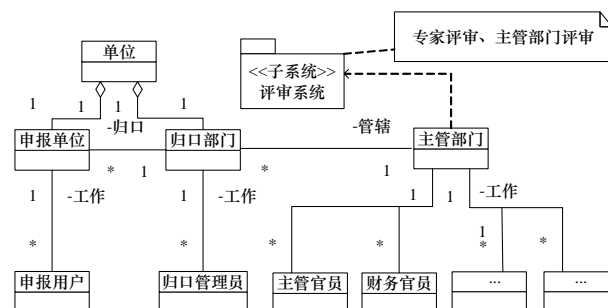 专家评审、主管部门评审
单位
<<子系统>>
评审系统
1 1 1 1
-归口
-管辖
申报单位
归口部门
主管部门
* 1 * 1
1 -工作 1 -工作 1 1 -工作
1
* * * * * *
申报用户
归口管理员
主管官员
财务官员
...
...